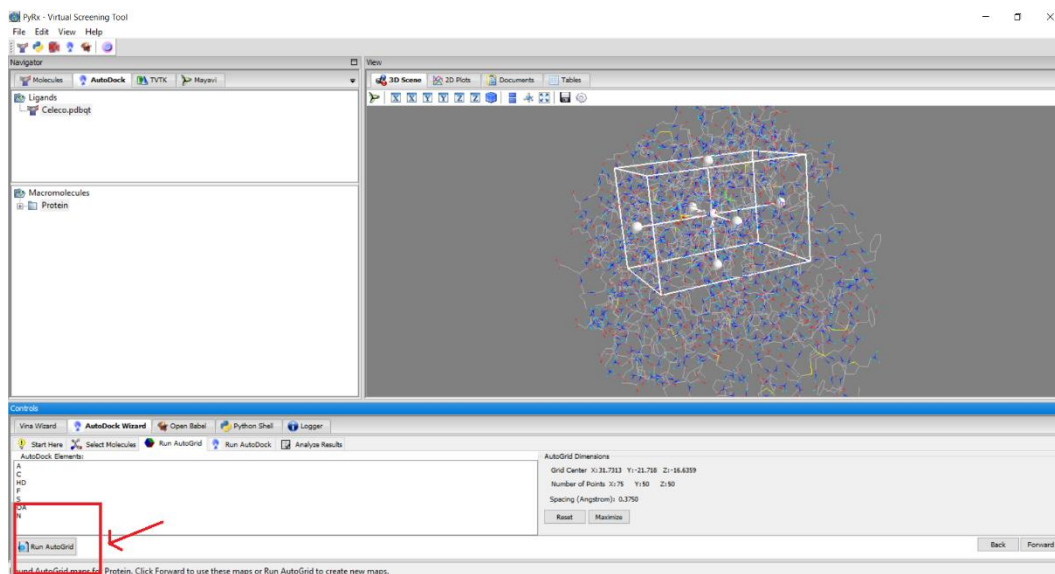 PyRx - Virtual Screening Tool
File Edit View Help
Navigator
View
Molecules AutoDock TVTK Mayavi
3D Scene 2D Plots Documents Tables
Ligands
Celeco.pdbqt
X X Y Y Z Z
Macromolecules
Protein
Controls
Vina Wizard AutoDock Wizard Open Babel Python Shell Logger
Start Here Select Molecules Run AutoGrid Run AutoDock Analyze Results
AutoDock Elements:
A
C
HD
F
S
OA
N
AutoGrid Dimensions
Grid Center X:31.7313 Y:-21.718 Z:-16.6359
Number of Points X:75 Y:50 Z:50
Spacing (Angstrom): 0.3750
Reset Maximize
Run AutoGrid
Back Forward
Found AutoGrid maps for Protein. Click Forward to use these maps or Run AutoGrid to create new maps.